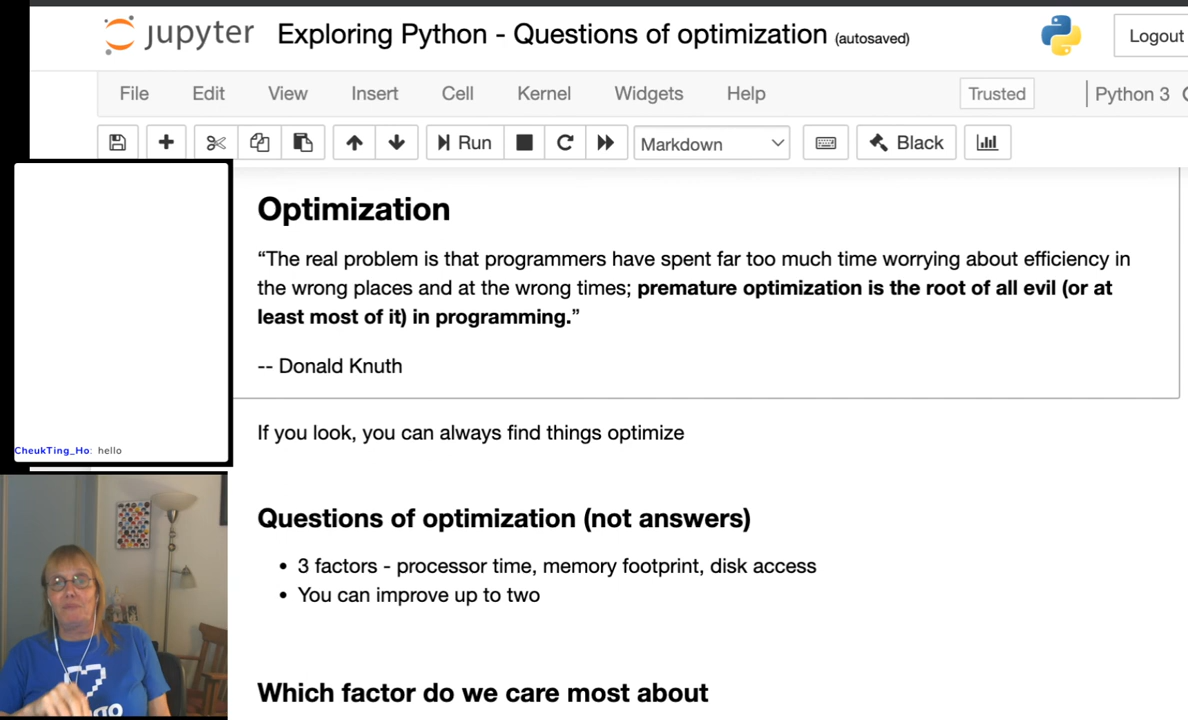 jupyter Exploring Python - Questions of optimization (autosaved)
Logout
File Edit View Insert Cell Kernel Widgets Help Trusted Python 3
Run Markdown Black
Optimization
“The real problem is that programmers have spent far too much time worrying about efficiency in
the wrong places and at the wrong times; premature optimization is the root of all evil (or at
least most of it) in programming.”
-- Donald Knuth
If you look, you can always find things optimize
CheukTing_Ho: hello
Questions of optimization (not answers)
• 3 factors - processor time, memory footprint, disk access
• You can improve up to two
Which factor do we care most about